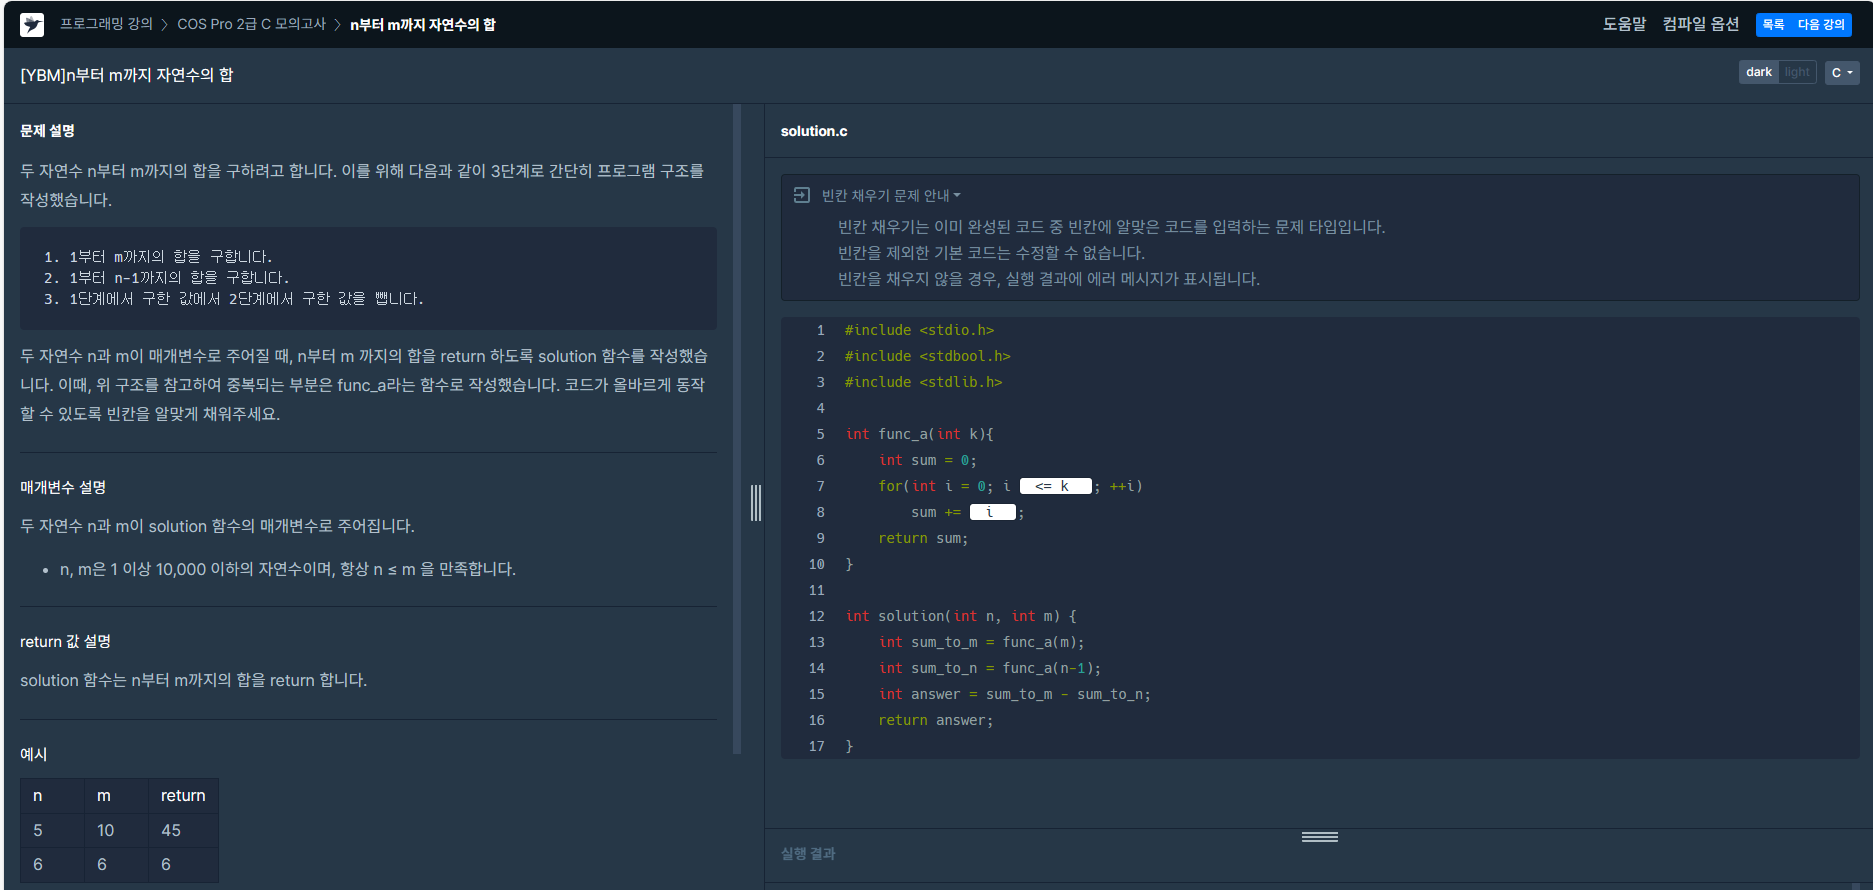 프로그래밍 강의 > COS Pro 2급 C 모의고사 > n부터 m까지 자연수의 합
도움말 컴파일 옵션 목록 다음 강의
[YBM]n부터 m까지 자연수의 합
dark light C
문제 설명
두 자연수 n부터 m까지의 합을 구하려고 합니다. 이를 위해 다음과 같이 3단계로 간단히 프로그램 구조를
작성했습니다.
1. 1부터 m까지의 합을 구합니다.
2. 1부터 n-1까지의 합을 구합니다.
3. 1단계에서 구한 값에서 2단계에서 구한 값을 뺍니다.
두 자연수 n과 m이 매개변수로 주어질 때, n부터 m 까지의 합을 return 하도록 solution 함수를 작성했습
니다. 이때, 위 구조를 참고하여 중복되는 부분은 func_a라는 함수로 작성했습니다. 코드가 올바르게 동작
할 수 있도록 빈칸을 알맞게 채워주세요.
매개변수 설명
두 자연수 n과 m이 solution 함수의 매개변수로 주어집니다.
• n, m은 1 이상 10,000 이하의 자연수이며, 항상 n ≤ m 을 만족합니다.
return 값 설명
solution 함수는 n부터 m까지의 합을 return 합니다.
예시
n m return
5 10 45
6 6 6
solution.c
빈칸 채우기 문제 안내
빈칸 채우기는 이미 완성된 코드 중 빈칸에 알맞은 코드를 입력하는 문제 타입입니다.
빈칸을 제외한 기본 코드는 수정할 수 없습니다.
빈칸을 채우지 않을 경우, 실행 결과에 에러 메시지가 표시됩니다.
1 #include <stdio.h>
2 #include <stdbool.h>
3 #include <stdlib.h>
4
5 int func_a(int k){
6 int sum = 0;
7 for(int i = 0; i <= k ; ++i)
8 sum += i ;
9 return sum;
10 }
11
12 int solution(int n, int m) {
13 int sum_to_m = func_a(m);
14 int sum_to_n = func_a(n-1);
15 int answer = sum_to_m - sum_to_n;
16 return answer;
17 }
실행 결과